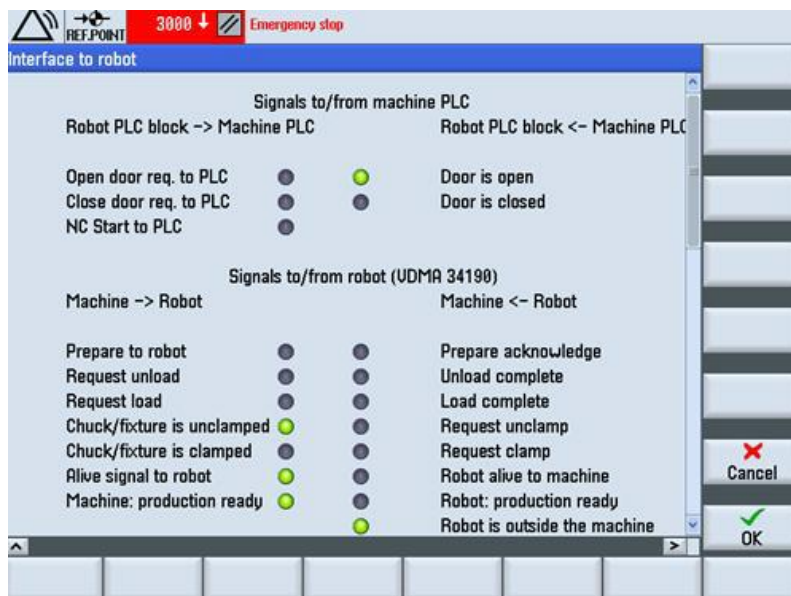 REF.POINT 3000 Emergency stop
Interface to robot
Signals to/from machine PLC
Robot PLC block -> Machine PLC Robot PLC block <- Machine PLC
Open door req. to PLC Door is open
Close door req. to PLC Door is closed
NC Start to PLC
Signals to/from robot (VDMA 34190)
Machine -> Robot Machine <- Robot
Prepare to robot Prepare acknowledge
Request unload Unload complete
Request load Load complete
Chuck/fixture is unclamped Request unclamp
Chuck/fixture is clamped Request clamp
Alive signal to robot Robot alive to machine
Machine: production ready Robot: production ready
Robot is outside the machine
Cancel
OK